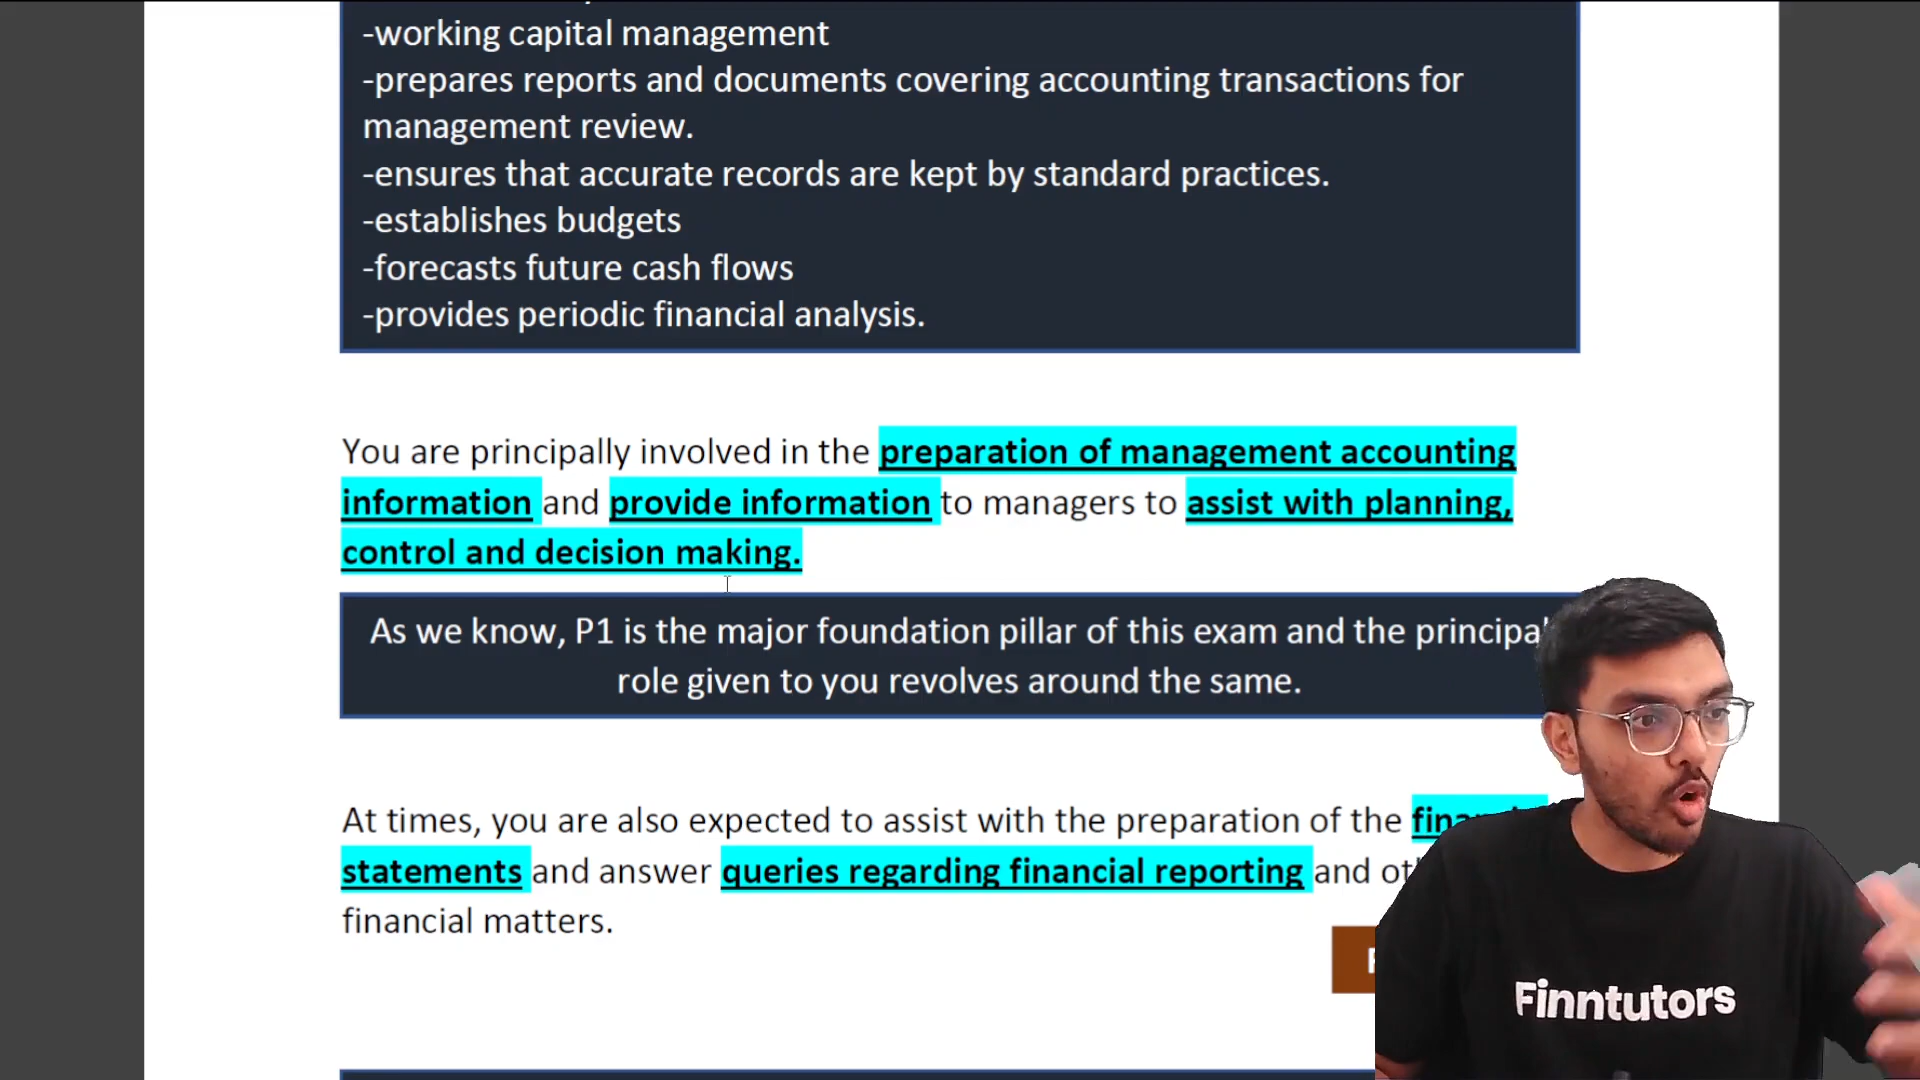 -working capital management
-prepares reports and documents covering accounting transactions for
management review.
-ensures that accurate records are kept by standard practices.
-establishes budgets
-forecasts future cash flows
-provides periodic financial analysis.
You are principally involved in the preparation of management accounting
information and provide information to managers to assist with planning,
control and decision making.
As we know, P1 is the major foundation pillar of this exam and the principal
role given to you revolves around the same.
At times, you are also expected to assist with the preparation of the
statements and answer queries regarding financial reporting and
financial matters.
Finntutors